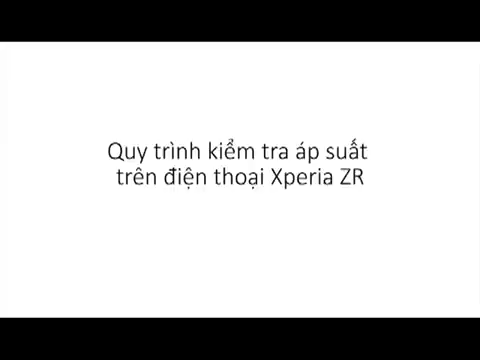 Quy trình kiểm tra áp suất
trên điện thoại Xperia ZR